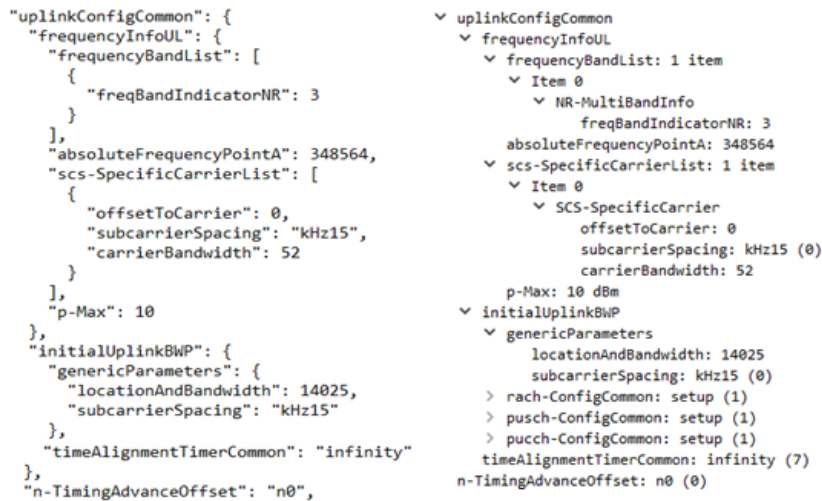 "uplinkConfigCommon": {
"frequencyInfoUL": {
"frequencyBandList": [
{
"freqBandIndicatorNR": 3
}
],
"absoluteFrequencyPointA": 348564,
"scs-SpecificCarrierList": [
{
"offsetToCarrier": 0,
"subcarrierSpacing": "kHz15",
"carrierBandwidth": 52
}
],
"p-Max": 10
},
"initialUplinkBWP": {
"genericParameters": {
"locationAndBandwidth": 14025,
"subcarrierSpacing": "kHz15"
},
"timeAlignmentTimerCommon": "infinity"
},
"n-TimingAdvanceOffset": "n0",
uplinkConfigCommon
frequencyInfoUL
frequencyBandList: 1 item
Item 0
NR-MultiBandInfo
freqBandIndicatorNR: 3
absoluteFrequencyPointA: 348564
scs-SpecificCarrierList: 1 item
Item 0
SCS-SpecificCarrier
offsetToCarrier: 0
subcarrierSpacing: kHz15 (0)
carrierBandwidth: 52
p-Max: 10 dBm
initialUplinkBWP
genericParameters
locationAndBandwidth: 14025
subcarrierSpacing: kHz15 (0)
rach-ConfigCommon: setup (1)
pusch-ConfigCommon: setup (1)
pucch-ConfigCommon: setup (1)
timeAlignmentTimerCommon: infinity (7)
n-TimingAdvanceOffset: n0 (0)